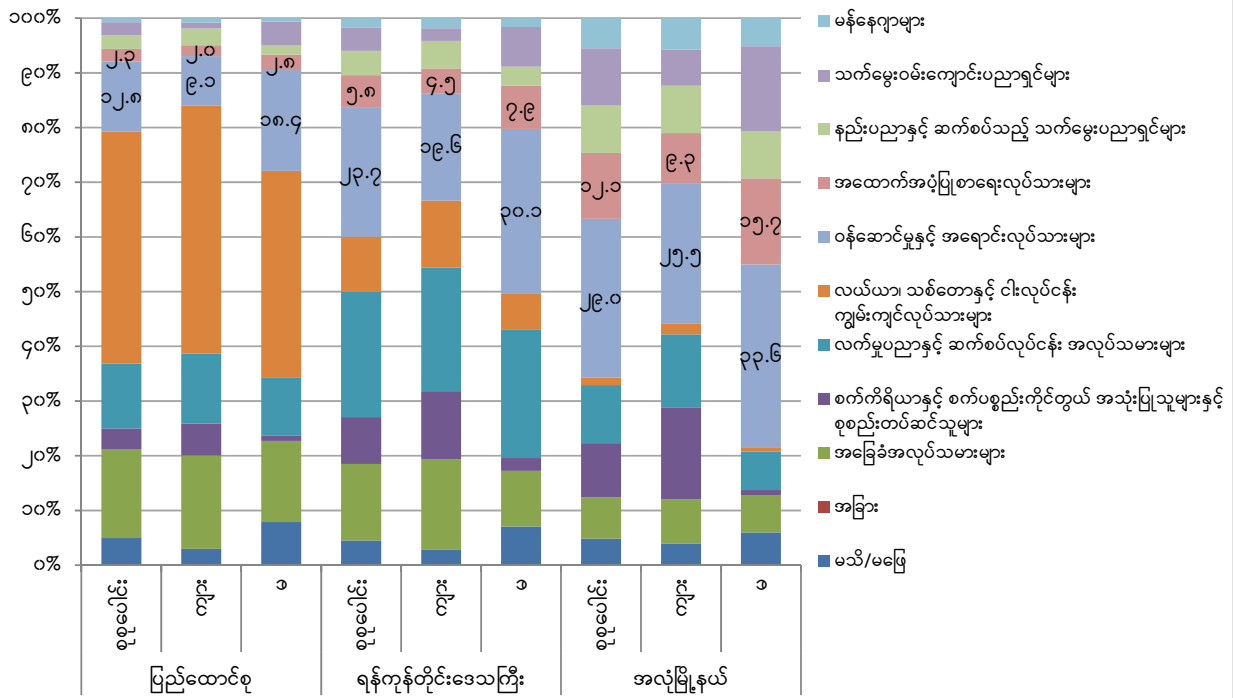 ၁၀၀%
၉၀%
၈၀%
၇၀%
၆၀%
၅၀%
၄၀%
၃၀%
၂၀%
၁၀%
၀%
၂.၃
၁၂.၈
၂.၀
၉.၁
၂.၈
၁၈.၄
၅.၈
၂၃.၇
၄.၅
၁၉.၆
၇.၉
၃၀.၁
၁၂.၁
၂၉.၀
၉.၃
၂၅.၅
၁၅.၇
၃၃.၆
စုစုပေါင်း
ကျား
မ
စုစုပေါင်း
ကျား
မ
စုစုပေါင်း
ကျား
မ
ပြည်ထောင်စု
ရန်ကုန်တိုင်းဒေသကြီး
အလုံမြို့နယ်
မန်နေဂျာများ
သက်မွေးဝမ်းကျောင်းပညာရှင်များ
နည်းပညာနှင့် ဆက်စပ်သည့် သက်မွေးပညာရှင်များ
အထောက်အပံ့ပြုစာရေးလုပ်သားများ
ဝန်ဆောင်မှုနှင့် အရောင်းလုပ်သားများ
လယ်ယာ၊ သစ်တောနှင့် ငါးလုပ်ငန်း
ကျွမ်းကျင်လုပ်သားများ
လက်မှုပညာနှင့် ဆက်စပ်လုပ်ငန်း အလုပ်သမားများ
စက်ကိရိယာနှင့် စက်ပစ္စည်းကိုင်တွယ် အသုံးပြုသူများနှင့်
စုစည်းတပ်ဆင်သူများ
အခြေခံအလုပ်သမားများ
အခြား
မသိ/မဖြေ